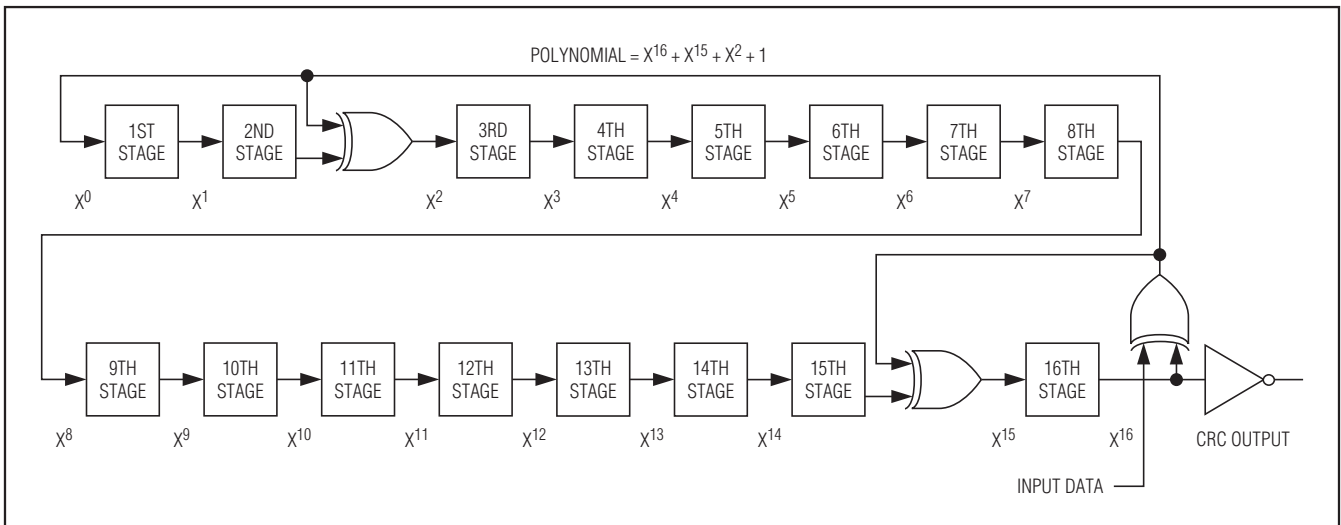 POLYNOMIAL = X¹⁶ + X¹⁵ + X² + 1
1ST
STAGE
2ND
STAGE
3RD
STAGE
4TH
STAGE
5TH
STAGE
6TH
STAGE
7TH
STAGE
8TH
STAGE
X⁰
X¹
X²
X³
X⁴
X⁵
X⁶
X⁷
9TH
STAGE
10TH
STAGE
11TH
STAGE
12TH
STAGE
13TH
STAGE
14TH
STAGE
15TH
STAGE
16TH
STAGE
X⁸
X⁹
X¹⁰
X¹¹
X¹²
X¹³
X¹⁴
X¹⁵
X¹⁶
CRC OUTPUT
INPUT DATA